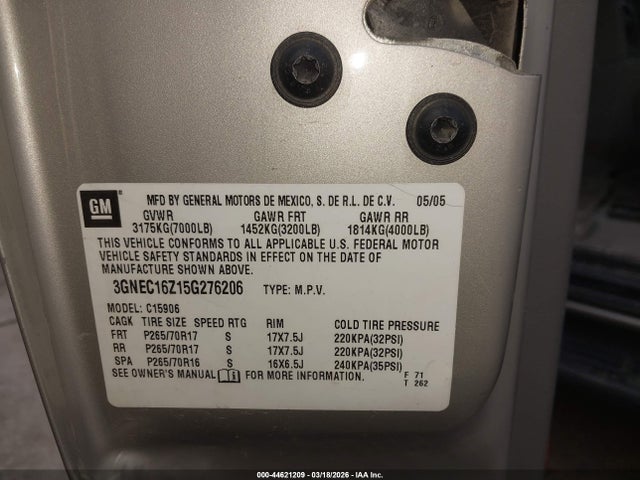 GM
MFD BY GENERAL MOTORS DE MEXICO, S. DE R.L. DE C.V. 05/05
GVWR GAWR FRT GAWR RR
3175KG(7000LB) 1452KG(3200LB) 1814KG(4000LB)
THIS VEHICLE CONFORMS TO ALL APPLICABLE U.S. FEDERAL MOTOR
VEHICLE SAFETY STANDARDS IN EFFECT ON THE DATE OF
MANUFACTURE SHOWN ABOVE.
3GNEC16Z15G276206 TYPE: M.P.V.
MODEL: C15906
CAGK TIRE SIZE SPEED RTG RIM COLD TIRE PRESSURE
FRT P265/70R17 S 17X7.5J 220KPA(32PSI)
RR P265/70R17 S 17X7.5J 220KPA(32PSI)
SPA P265/70R16 S 16X6.5J 240KPA(35PSI)
SEE OWNER'S MANUAL FOR MORE INFORMATION. F 71
T 262
000-44621209 - 03/18/2026 - IAA Inc.